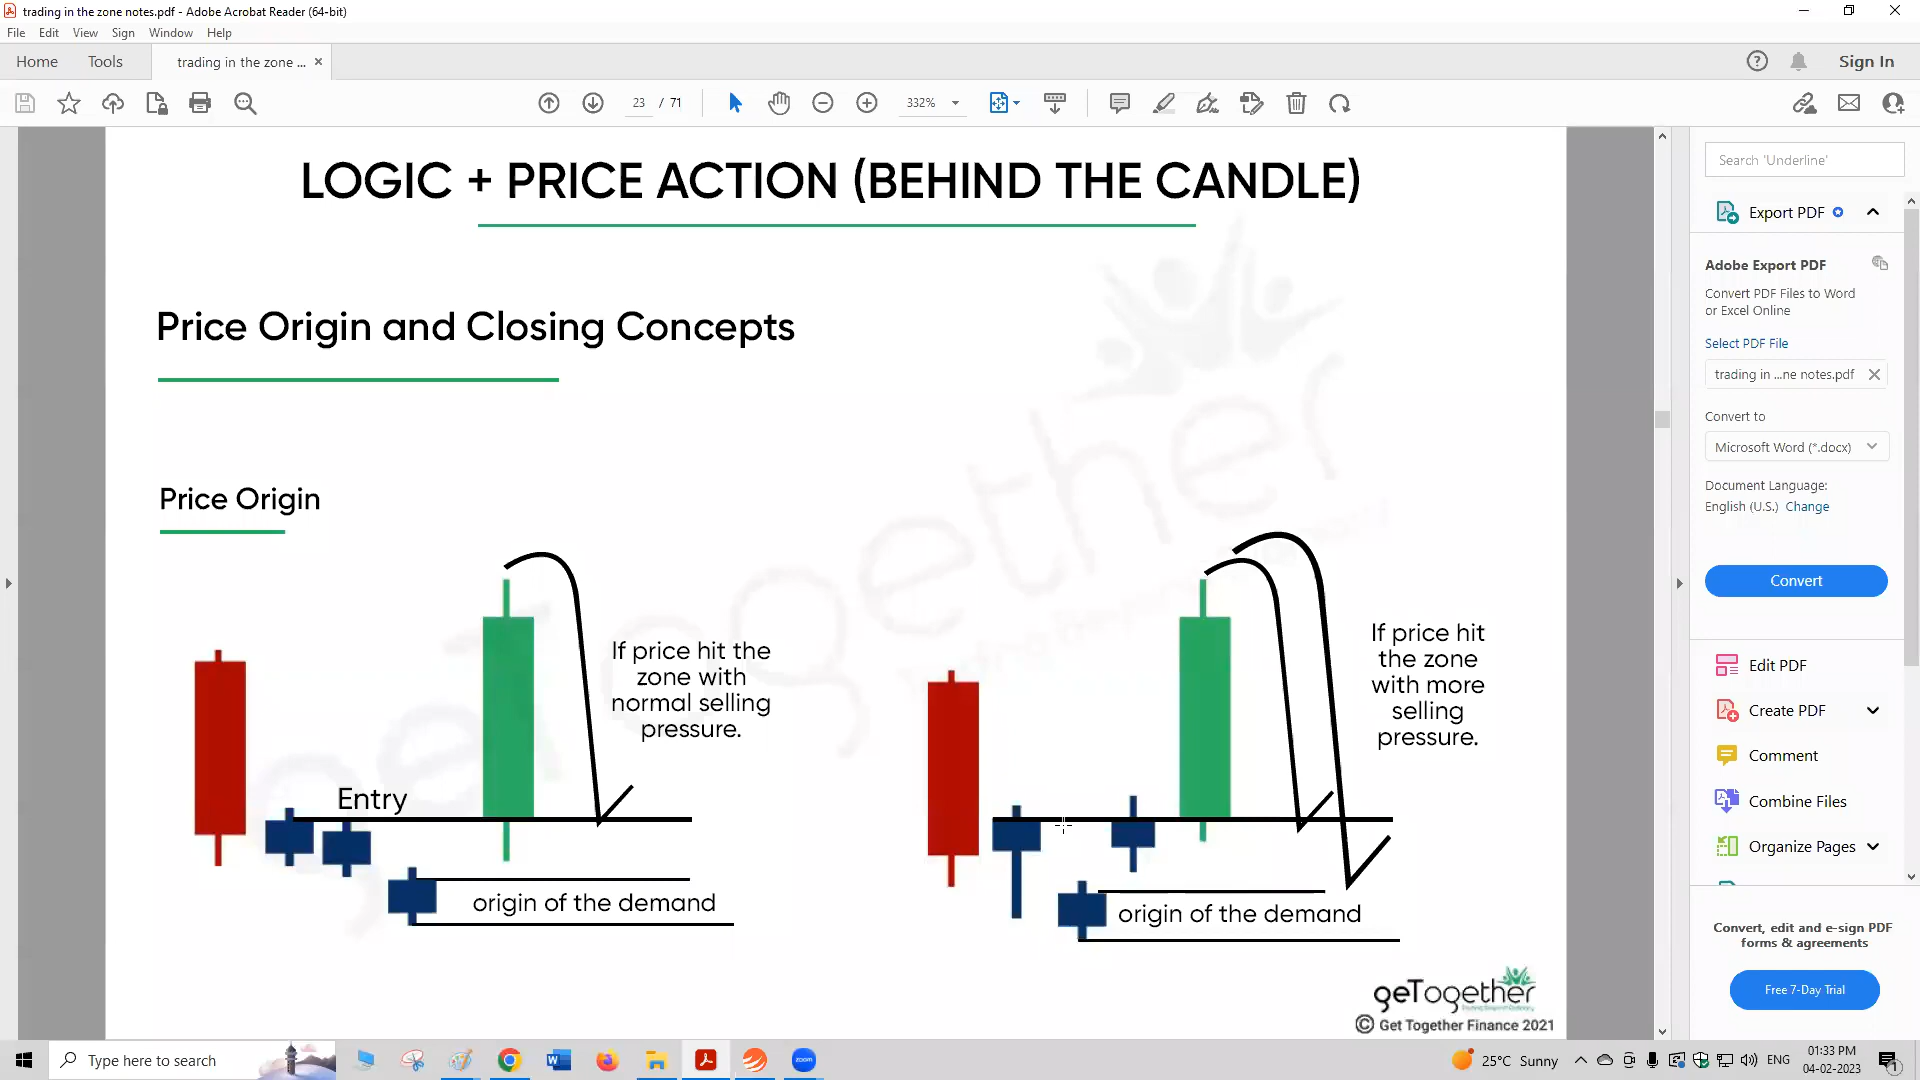 trading in the zone notes.pdf - Adobe Acrobat Reader (64-bit)
File Edit View Sign Window Help
Home Tools trading in the zone ... ×
Sign In
23 / 71 332%
LOGIC + PRICE ACTION (BEHIND THE CANDLE)
Price Origin and Closing Concepts
Price Origin
If price hit the
zone with
normal selling
pressure.
Entry
origin of the demand
If price hit
the zone
with more
selling
pressure.
origin of the demand
getogether
geTogether
© Get Together Finance 2021
Search 'Underline'
Export PDF
Adobe Export PDF
Convert PDF Files to Word
or Excel Online
Select PDF File
trading in ...ne notes.pdf
Convert to
Microsoft Word (*.docx)
Document Language:
English (U.S.) Change
Convert
Edit PDF
Create PDF
Comment
Combine Files
Organize Pages
Convert, edit and e-sign PDF
forms & agreements
Free 7-Day Trial
Type here to search
zoom
25°C Sunny
ENG
01:33 PM
04-02-2023
1